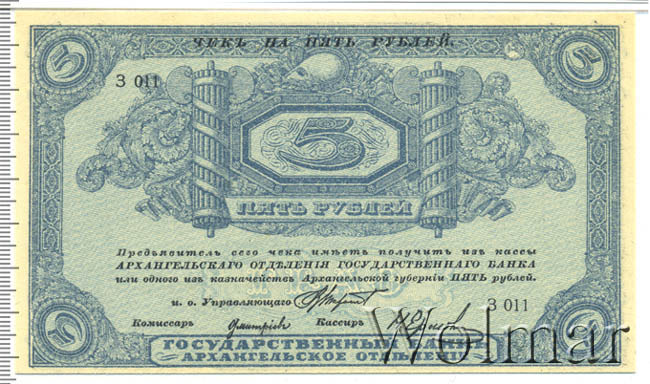 ЧЕКЪ НА ПЯТЬ РУБЛЕЙ.
5 5
З 011
5
ПЯТЬ РУБЛЕЙ
Предъявитель сего чека имѣетъ получить изъ кассы
АРХАНГЕЛЬСКАГО ОТДѢЛЕНІЯ ГОСУДАРСТВЕННАГО БАНКА
или одного изъ казначействъ Архангельской губерніи ПЯТЬ рублей.
и. о. Управляющаго
З 011
Комиссаръ Дмитріевъ Кассиръ
5 5
ГОСУДАРСТВЕННЫЙ БАНКЪ
АРХАНГЕЛЬСКОЕ ОТДѢЛЕНІЕ
Wolmar